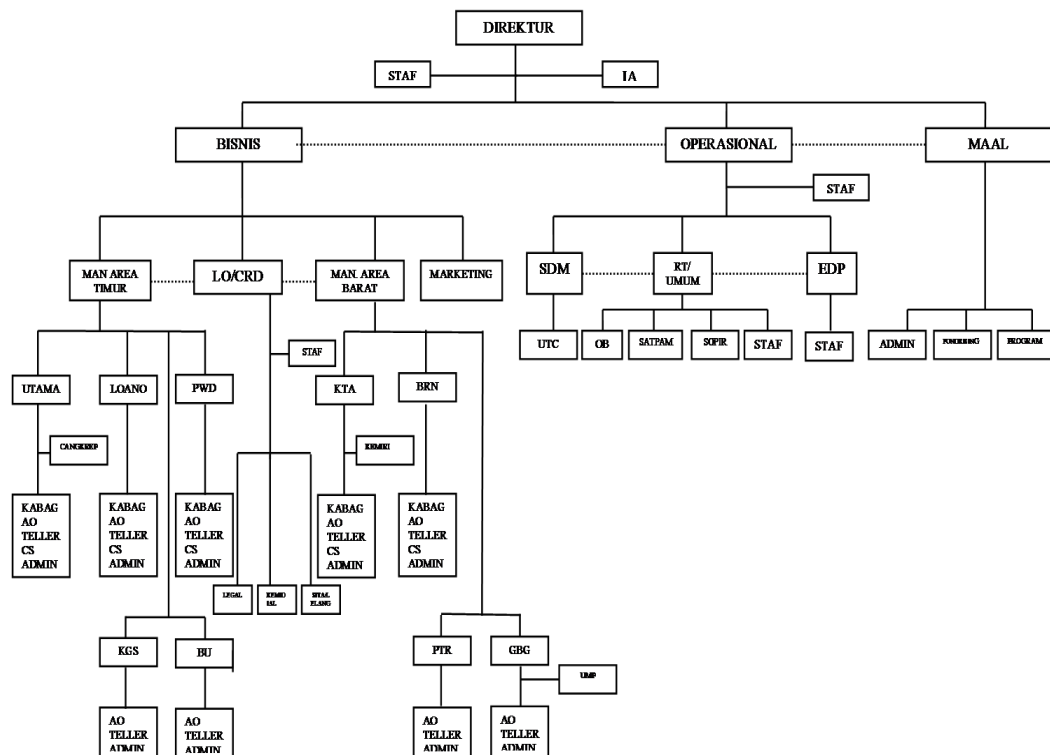 DIREKTUR
STAF
IA
BISNIS
OPERASIONAL
MAAL
STAF
MAN AREA
TIMUR
LO/CRD
MAN. AREA
BARAT
MARKETING
SDM
RT/
UMUM
EDP
UTC
OB
SATPAM
SOPIR
STAF
STAF
ADMIN
PROGRAM
STAF
UTAMA
LOANO
PWD
KTA
BRN
CANGKREP
KEMIRI
KABAG
AO
TELLER
CS
ADMIN
KABAG
AO
TELLER
CS
ADMIN
KABAG
AO
TELLER
CS
ADMIN
KABAG
AO
TELLER
CS
ADMIN
KABAG
AO
TELLER
CS
ADMIN
LEGAL
KGS
BU
PTR
GBG
AO
TELLER
ADMIN
AO
TELLER
ADMIN
AO
TELLER
ADMIN
AO
TELLER
ADMIN